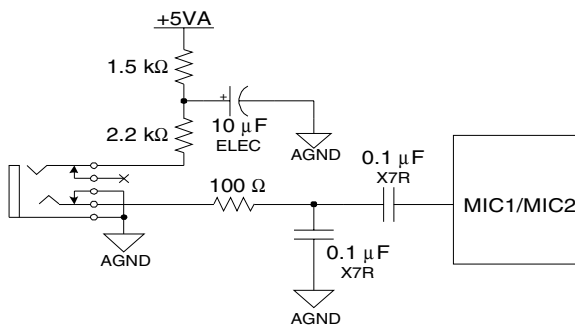 +5VA
1.5 kΩ
2.2 kΩ
10 µF
ELEC
AGND
0.1 µF
X7R
100 Ω
MIC1/MIC2
AGND
0.1 µF
X7R
AGND